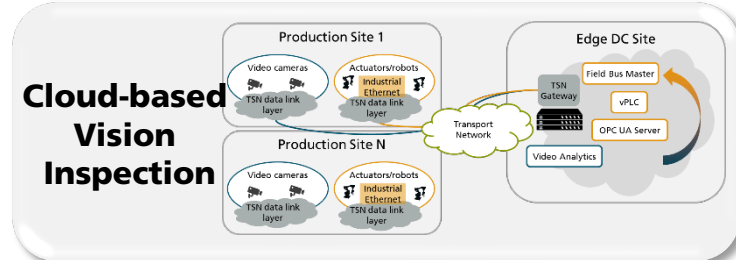 Cloud-based
Vision
Inspection
Production Site 1
Video cameras
TSN data link
layer
Actuators/robots
Industrial
Ethernet
TSN data link
layer
Production Site N
Video cameras
TSN data link
layer
Actuators/robots
Industrial
Ethernet
TSN data link
layer
Transport
Network
Edge DC Site
TSN
Gateway
Field Bus Master
vPLC
OPC UA Server
Video Analytics